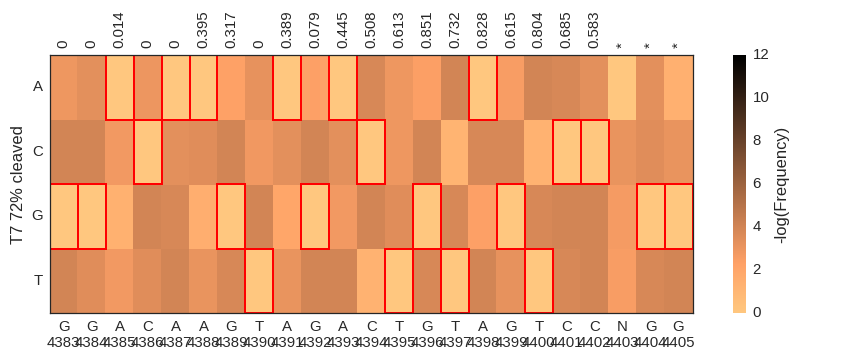 0 0 0.014 0 0 0.395 0.317 0 0.389 0.079 0.445 0.508 0.613 0.851 0.732 0.828 0.615 0.804 0.685 0.583 * * *
T7 72% cleaved
A
C
G
T
G G A C A A G T A G A C T G T A G T C C N G G
4383 4384 4385 4386 4387 4388 4389 4390 4391 4392 4393 4394 4395 4396 4397 4398 4399 4400 4401 4402 4403 4404 4405
12
10
8
6
4
2
0
-log(Frequency)